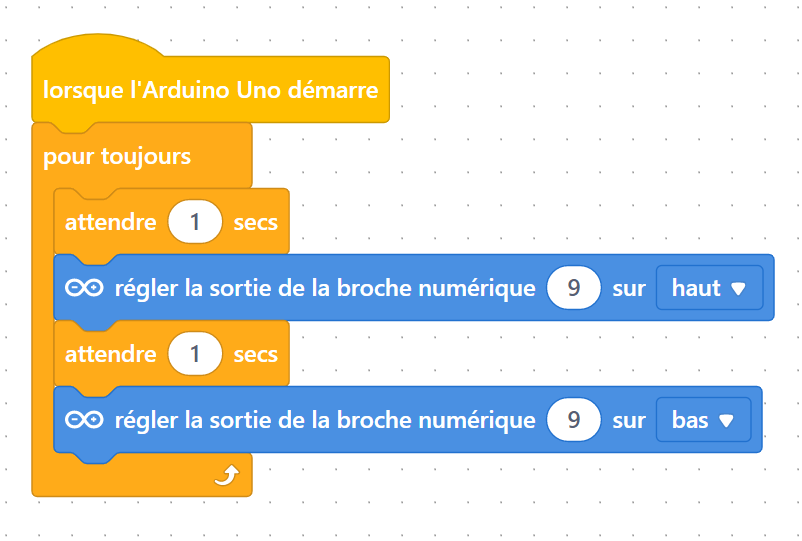 lorsque l'Arduino Uno démarre
pour toujours
attendre 1 secs
régler la sortie de la broche numérique 9 sur haut
attendre 1 secs
régler la sortie de la broche numérique 9 sur bas